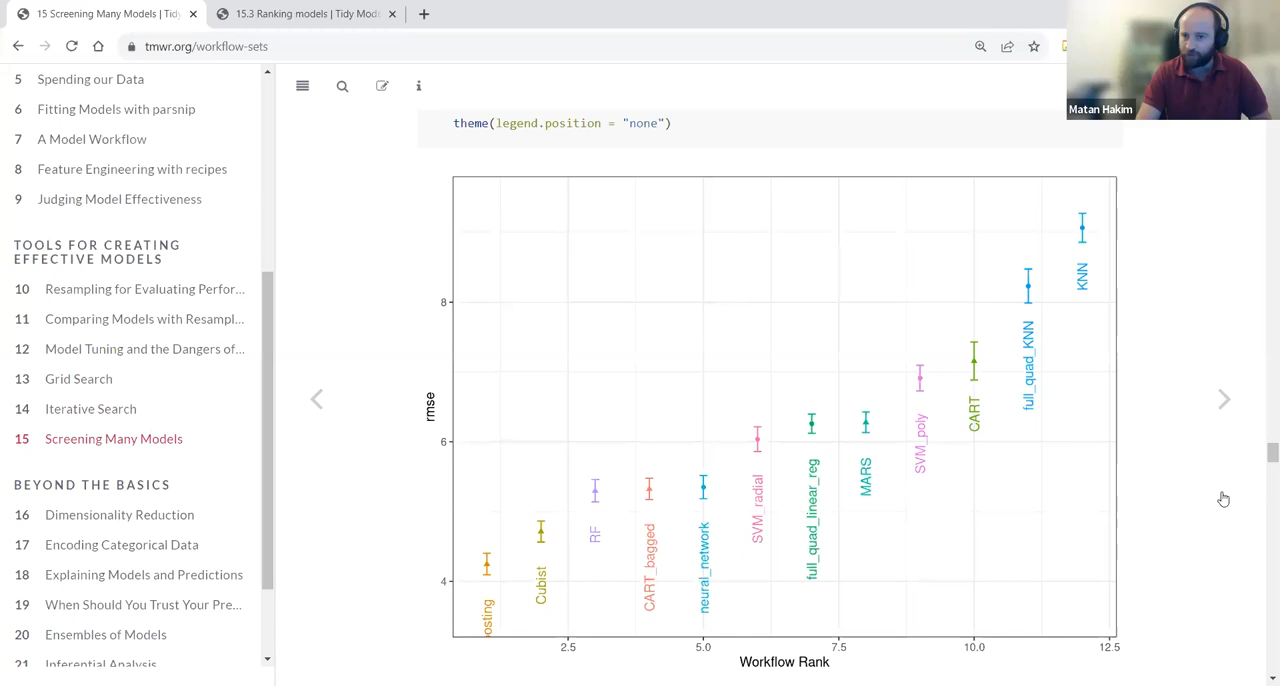 15 Screening Many Models | Tidy
15.3 Ranking models | Tidy Mode
tmwr.org/workflow-sets
Matan Hakim
5 Spending our Data
6 Fitting Models with parsnip
7 A Model Workflow
8 Feature Engineering with recipes
9 Judging Model Effectiveness
TOOLS FOR CREATING
EFFECTIVE MODELS
10 Resampling for Evaluating Perfor...
11 Comparing Models with Resampl...
12 Model Tuning and the Dangers of...
13 Grid Search
14 Iterative Search
15 Screening Many Models
BEYOND THE BASICS
16 Dimensionality Reduction
17 Encoding Categorical Data
18 Explaining Models and Predictions
19 When Should You Trust Your Pre...
20 Ensembles of Models
21 Inferential Analysis
theme(legend.position = "none")
8
6
4
rmse
osting
Cubist
RF
CART_bagged
neural_network
SVM_radial
full_quad_linear_reg
MARS
SVM_poly
CART
full_quad_KNN
KNN
2.5 5.0 7.5 10.0 12.5
Workflow Rank